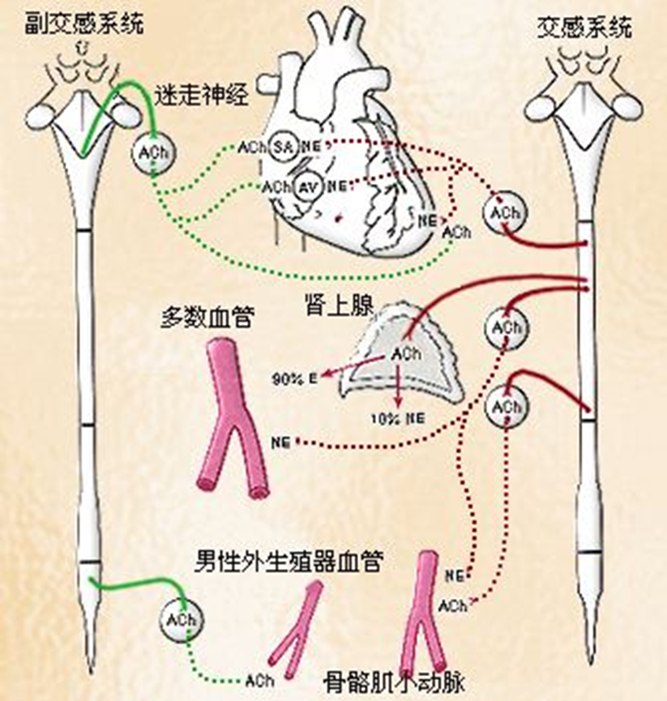 副交感系统
交感系统
迷走神经
ACh
ACh SA NE
ACh AV NE
NE
ACh
ACh
肾上腺
多数血管
ACh
ACh
90% E
10% NE
ACh
NE
男性外生殖器血管
NE
ACh
ACh
ACh
骨骼肌小动脉